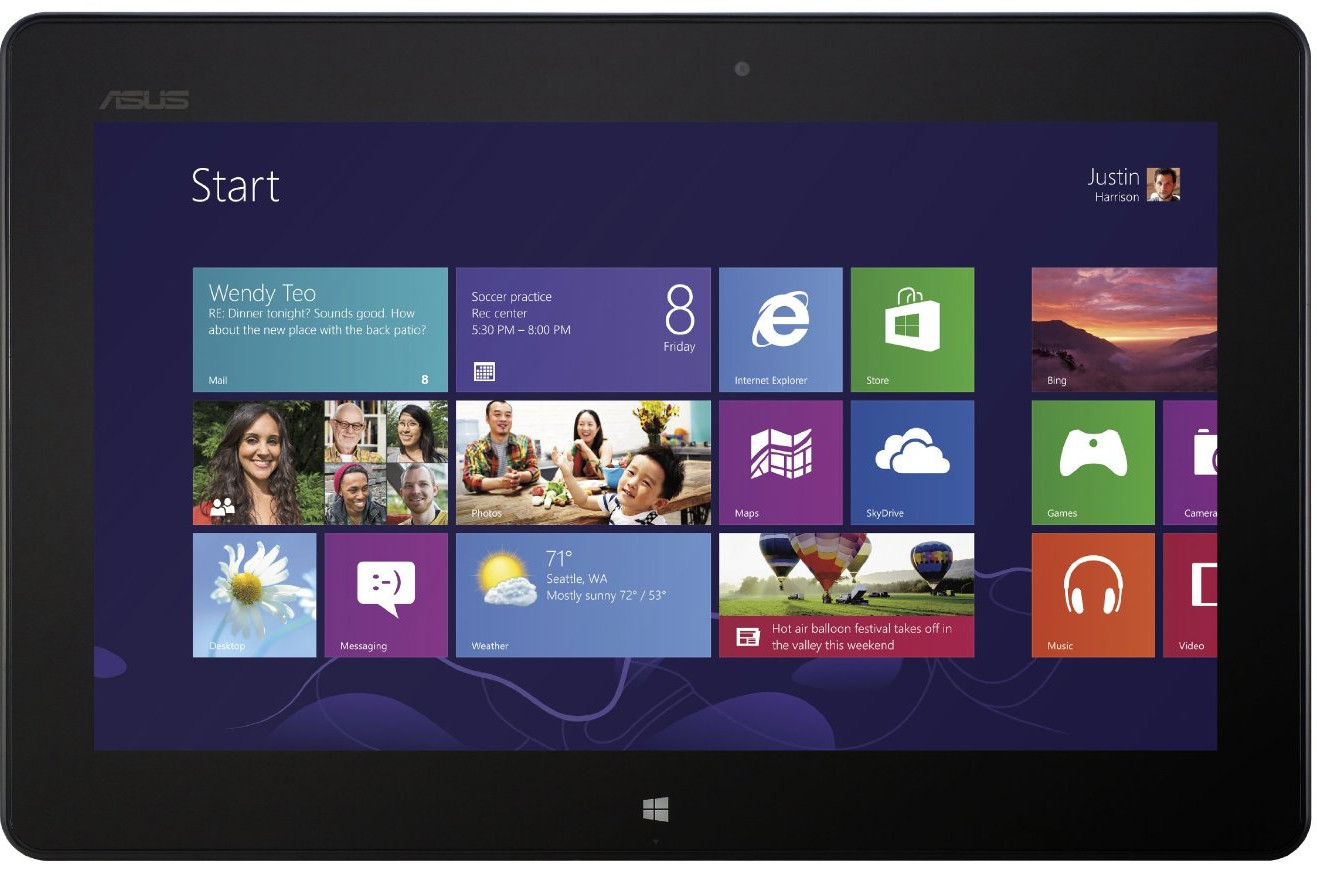 ASUS
Start
Justin
Harrison
Wendy Teo
RE: Dinner tonight? Sounds good. How
about the new place with the back patio?
Mail
8
Soccer practice
Rec center
5:30 PM – 8:00 PM
8
Friday
Internet Explorer
Store
Bing
Photos
Maps
SkyDrive
Games
Camera
Desktop
:-)
Messaging
71°
Seattle, WA
Mostly sunny 72° / 53°
Weather
Hot air balloon festival takes off in
the valley this weekend
Music
Video